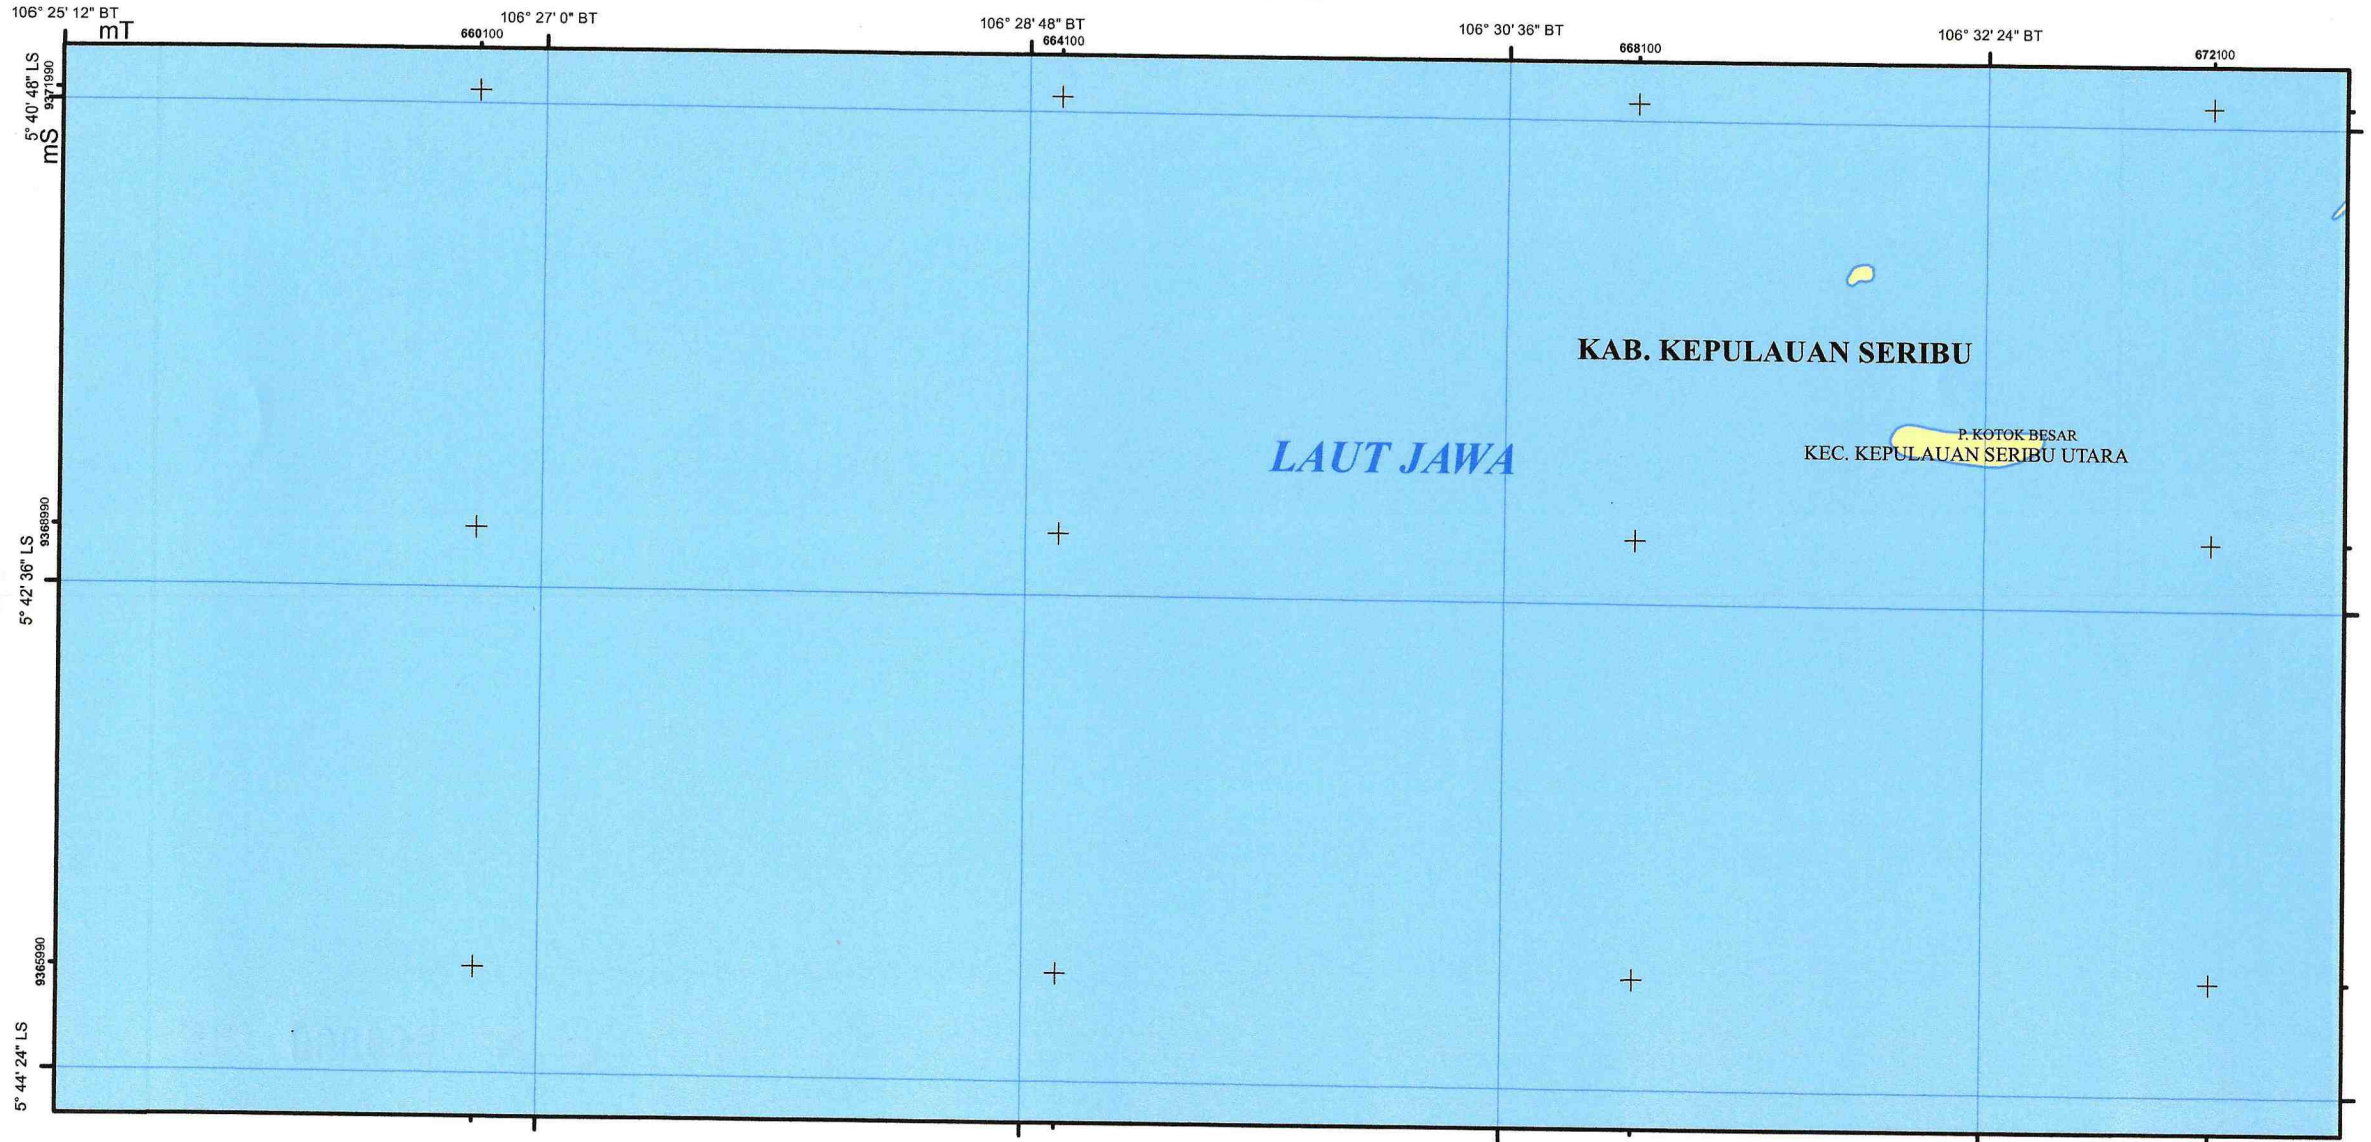 106° 25' 12" BT
106° 27' 0" BT
106° 28' 48" BT
106° 30' 36" BT
106° 32' 24" BT
mT
660100
664100
668100
672100
5° 40' 48" LS
9371990
mS
KAB. KEPULAUAN SERIBU
P. KOTOK BESAR
LAUT JAWA
KEC. KEPULAUAN SERIBU UTARA
9368990
5° 42' 36" LS
9365990
5° 44' 24" LS